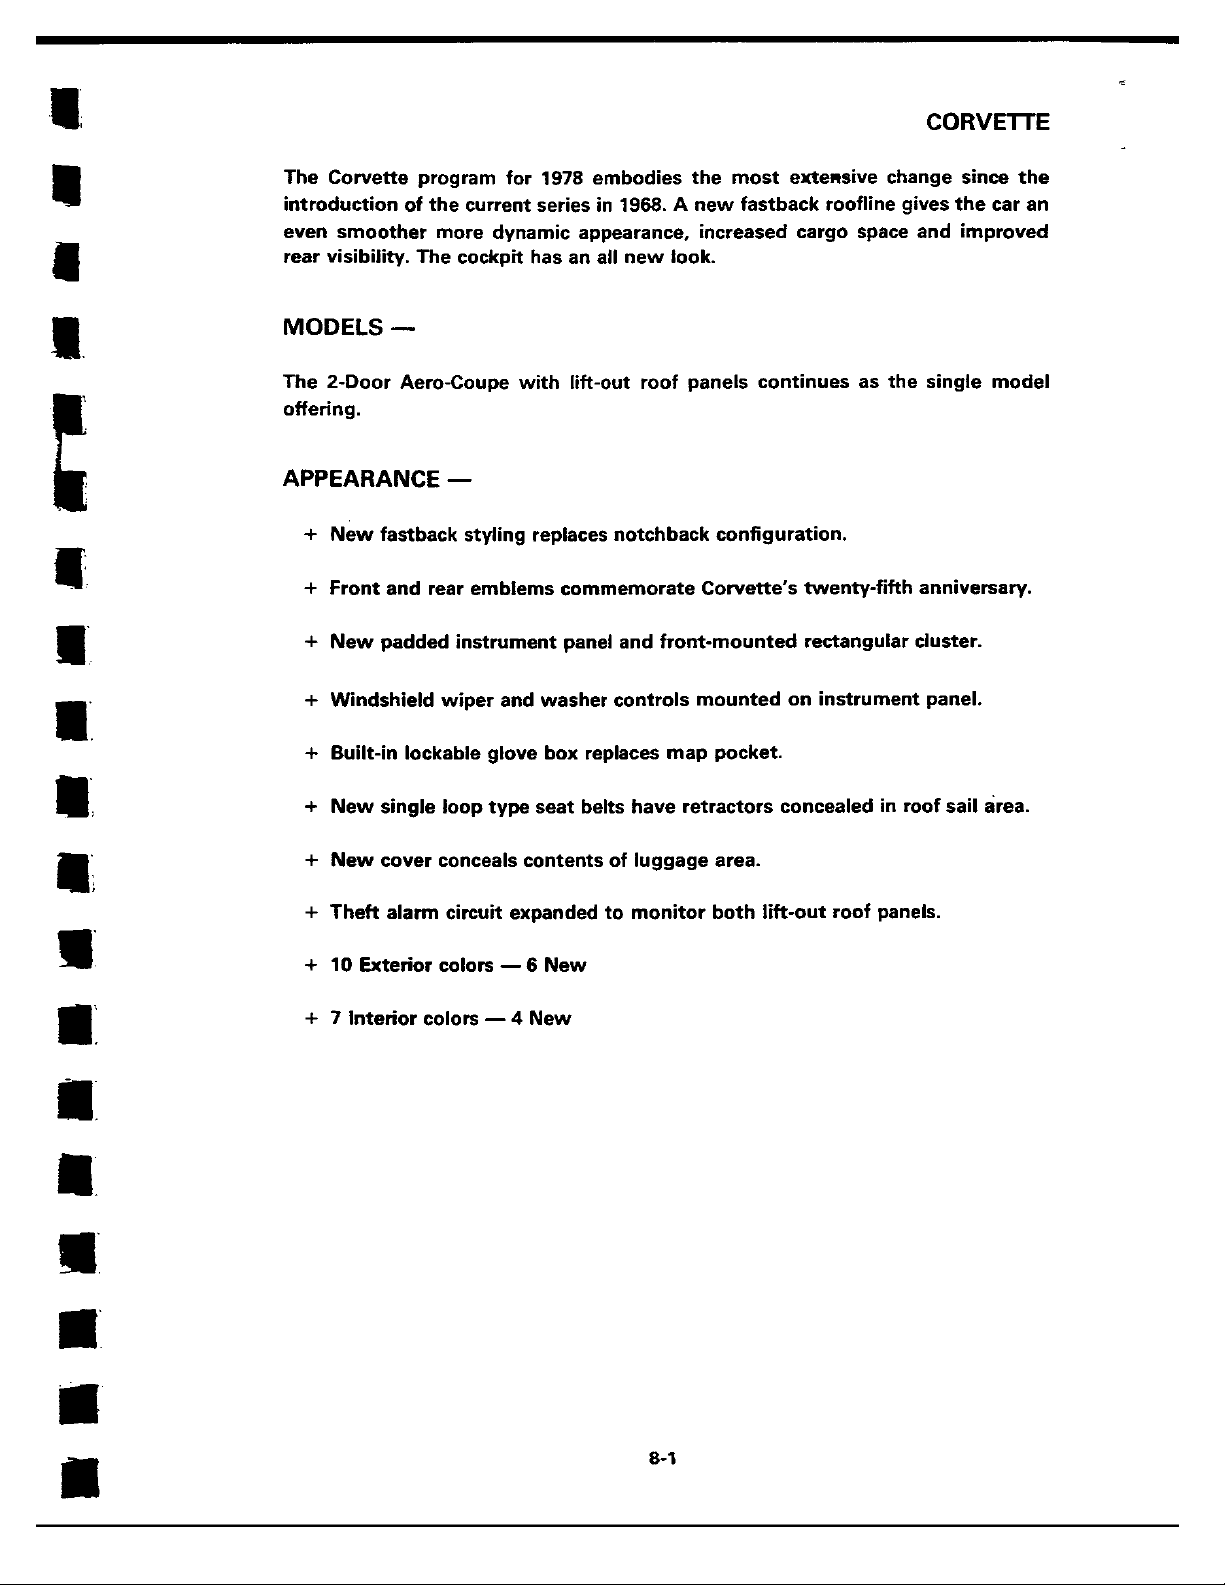 CORVETTE
The Corvette program for 1978 embodies the most extensive change since the
introduction of the current series in 1968. A new fastback roofline gives the car an
even smoother more dynamic appearance, increased cargo space and improved
rear visibility. The cockpit has an all new look.
MODELS —
The 2-Door Aero-Coupe with lift-out roof panels continues as the single model
offering.
APPEARANCE —
+ New fastback styling replaces notchback configuration.
+ Front and rear emblems commemorate Corvette's twenty-fifth anniversary.
+ New padded instrument panel and front-mounted rectangular cluster.
+ Windshield wiper and washer controls mounted on instrument panel.
+ Built-in lockable glove box replaces map pocket.
+ New single loop type seat belts have retractors concealed in roof sail area.
+ New cover conceals contents of luggage area.
+ Theft alarm circuit expanded to monitor both lift-out roof panels.
+ 10 Exterior colors — 6 New
+ 7 Interior colors — 4 New
8-1